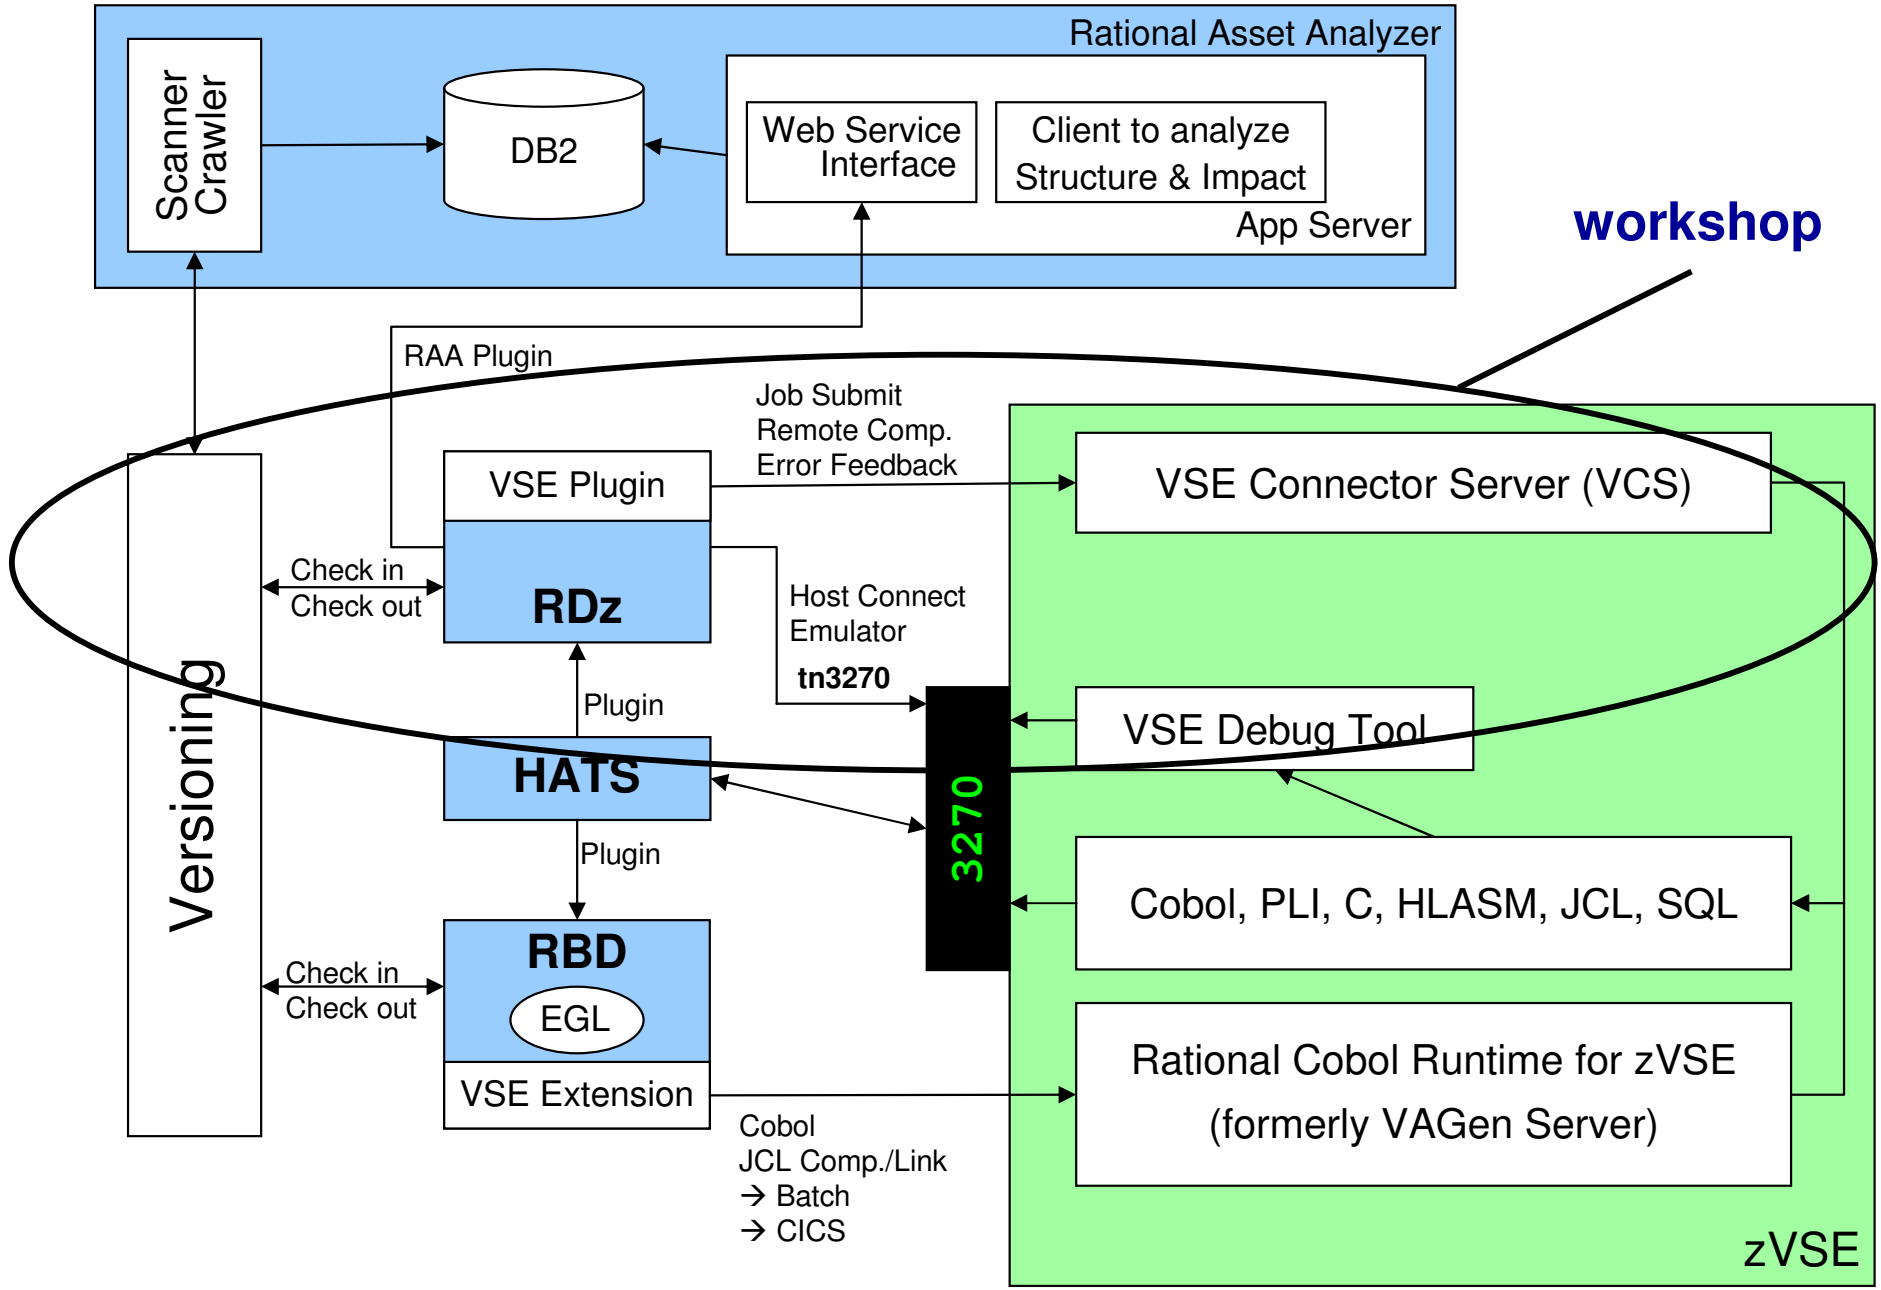 Rational Asset Analyzer
Scanner
Crawler
DB2
Web Service
Interface
Client to analyze
Structure & Impact
App Server
workshop
RAA Plugin
Job Submit
Remote Comp.
Error Feedback
VSE Plugin
VSE Connector Server (VCS)
Check in
Check out
RDz
Host Connect
Emulator
tn3270
Versioning
Plugin
VSE Debug Tool
HATS
3270
Plugin
Cobol, PLI, C, HLASM, JCL, SQL
RBD
Check in
Check out
EGL
VSE Extension
Rational Cobol Runtime for zVSE
(formerly VAGen Server)
Cobol
JCL Comp./Link
→ Batch
→ CICS
zVSE